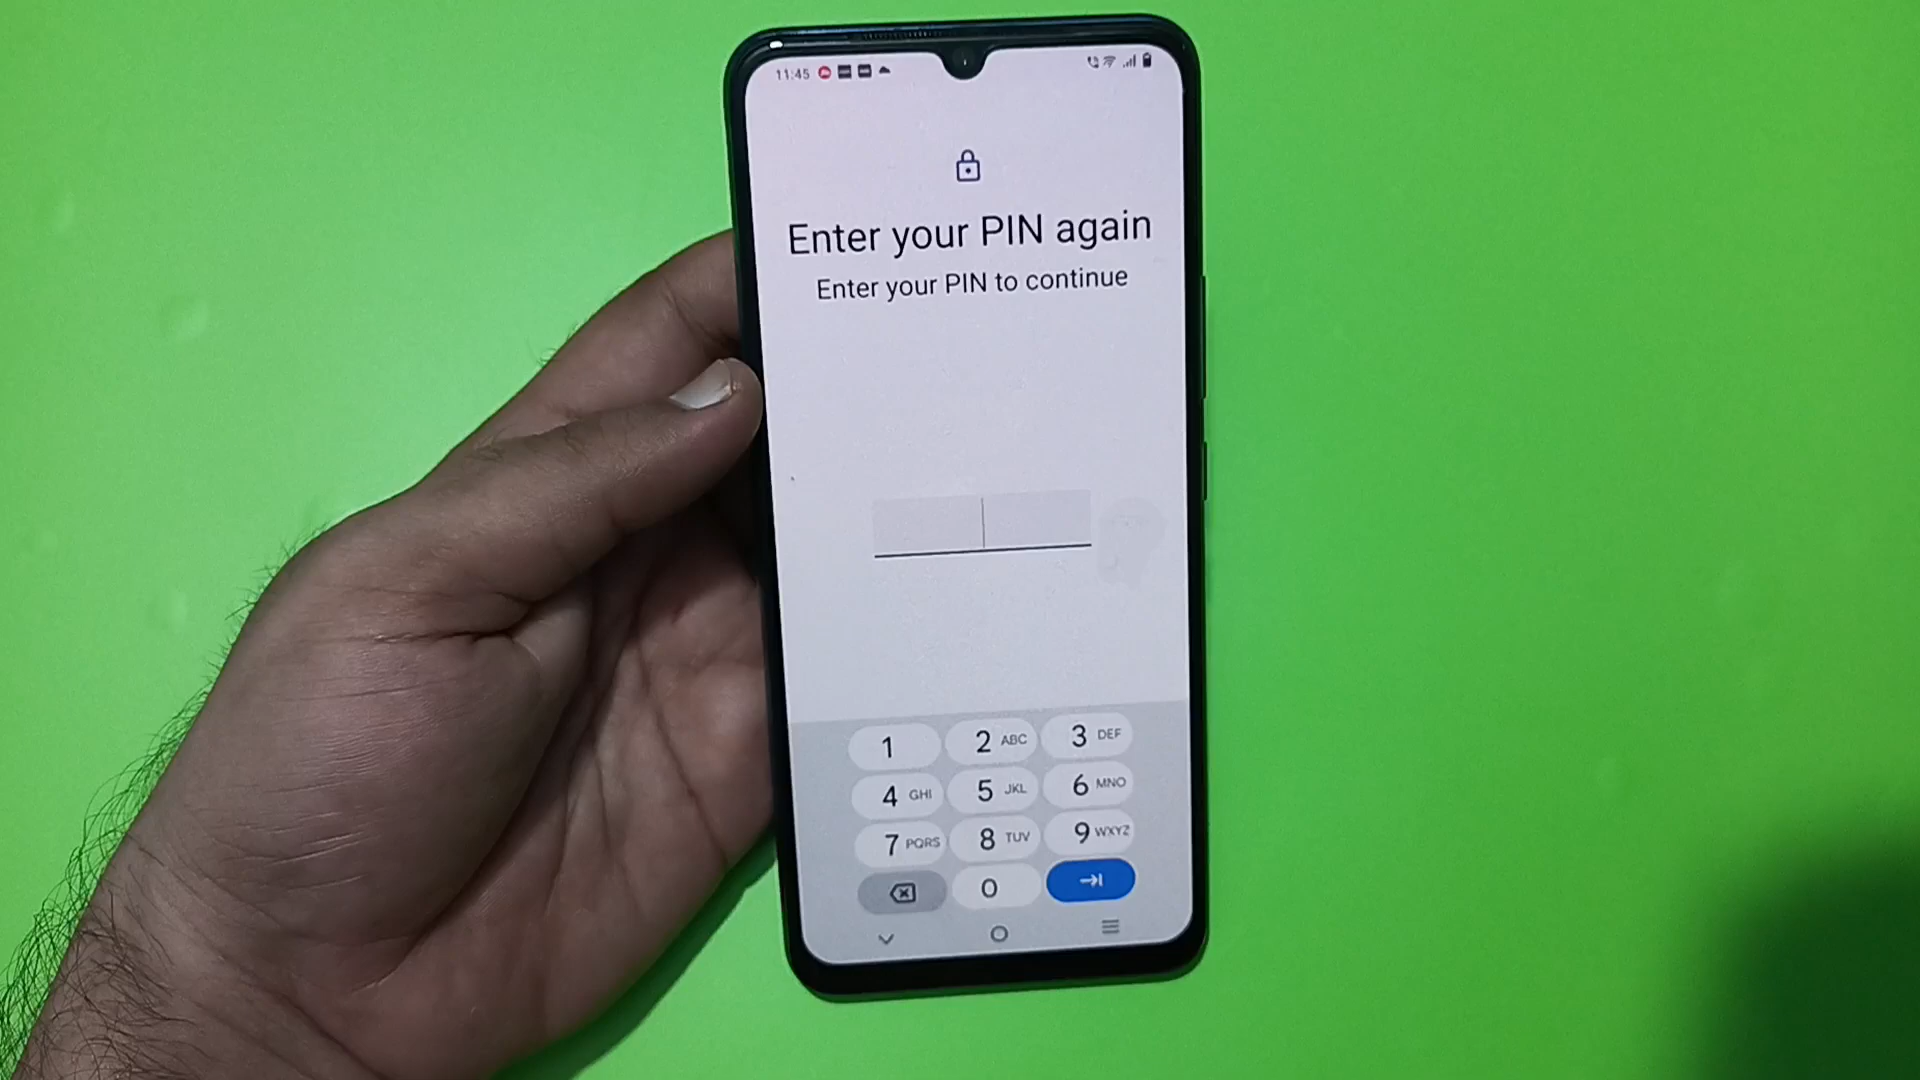 11:45
Enter your PIN again
Enter your PIN to continue
1 2 ABC 3 DEF
4 GHI 5 JKL 6 MNO
7 PQRS 8 TUV 9 WXYZ
0